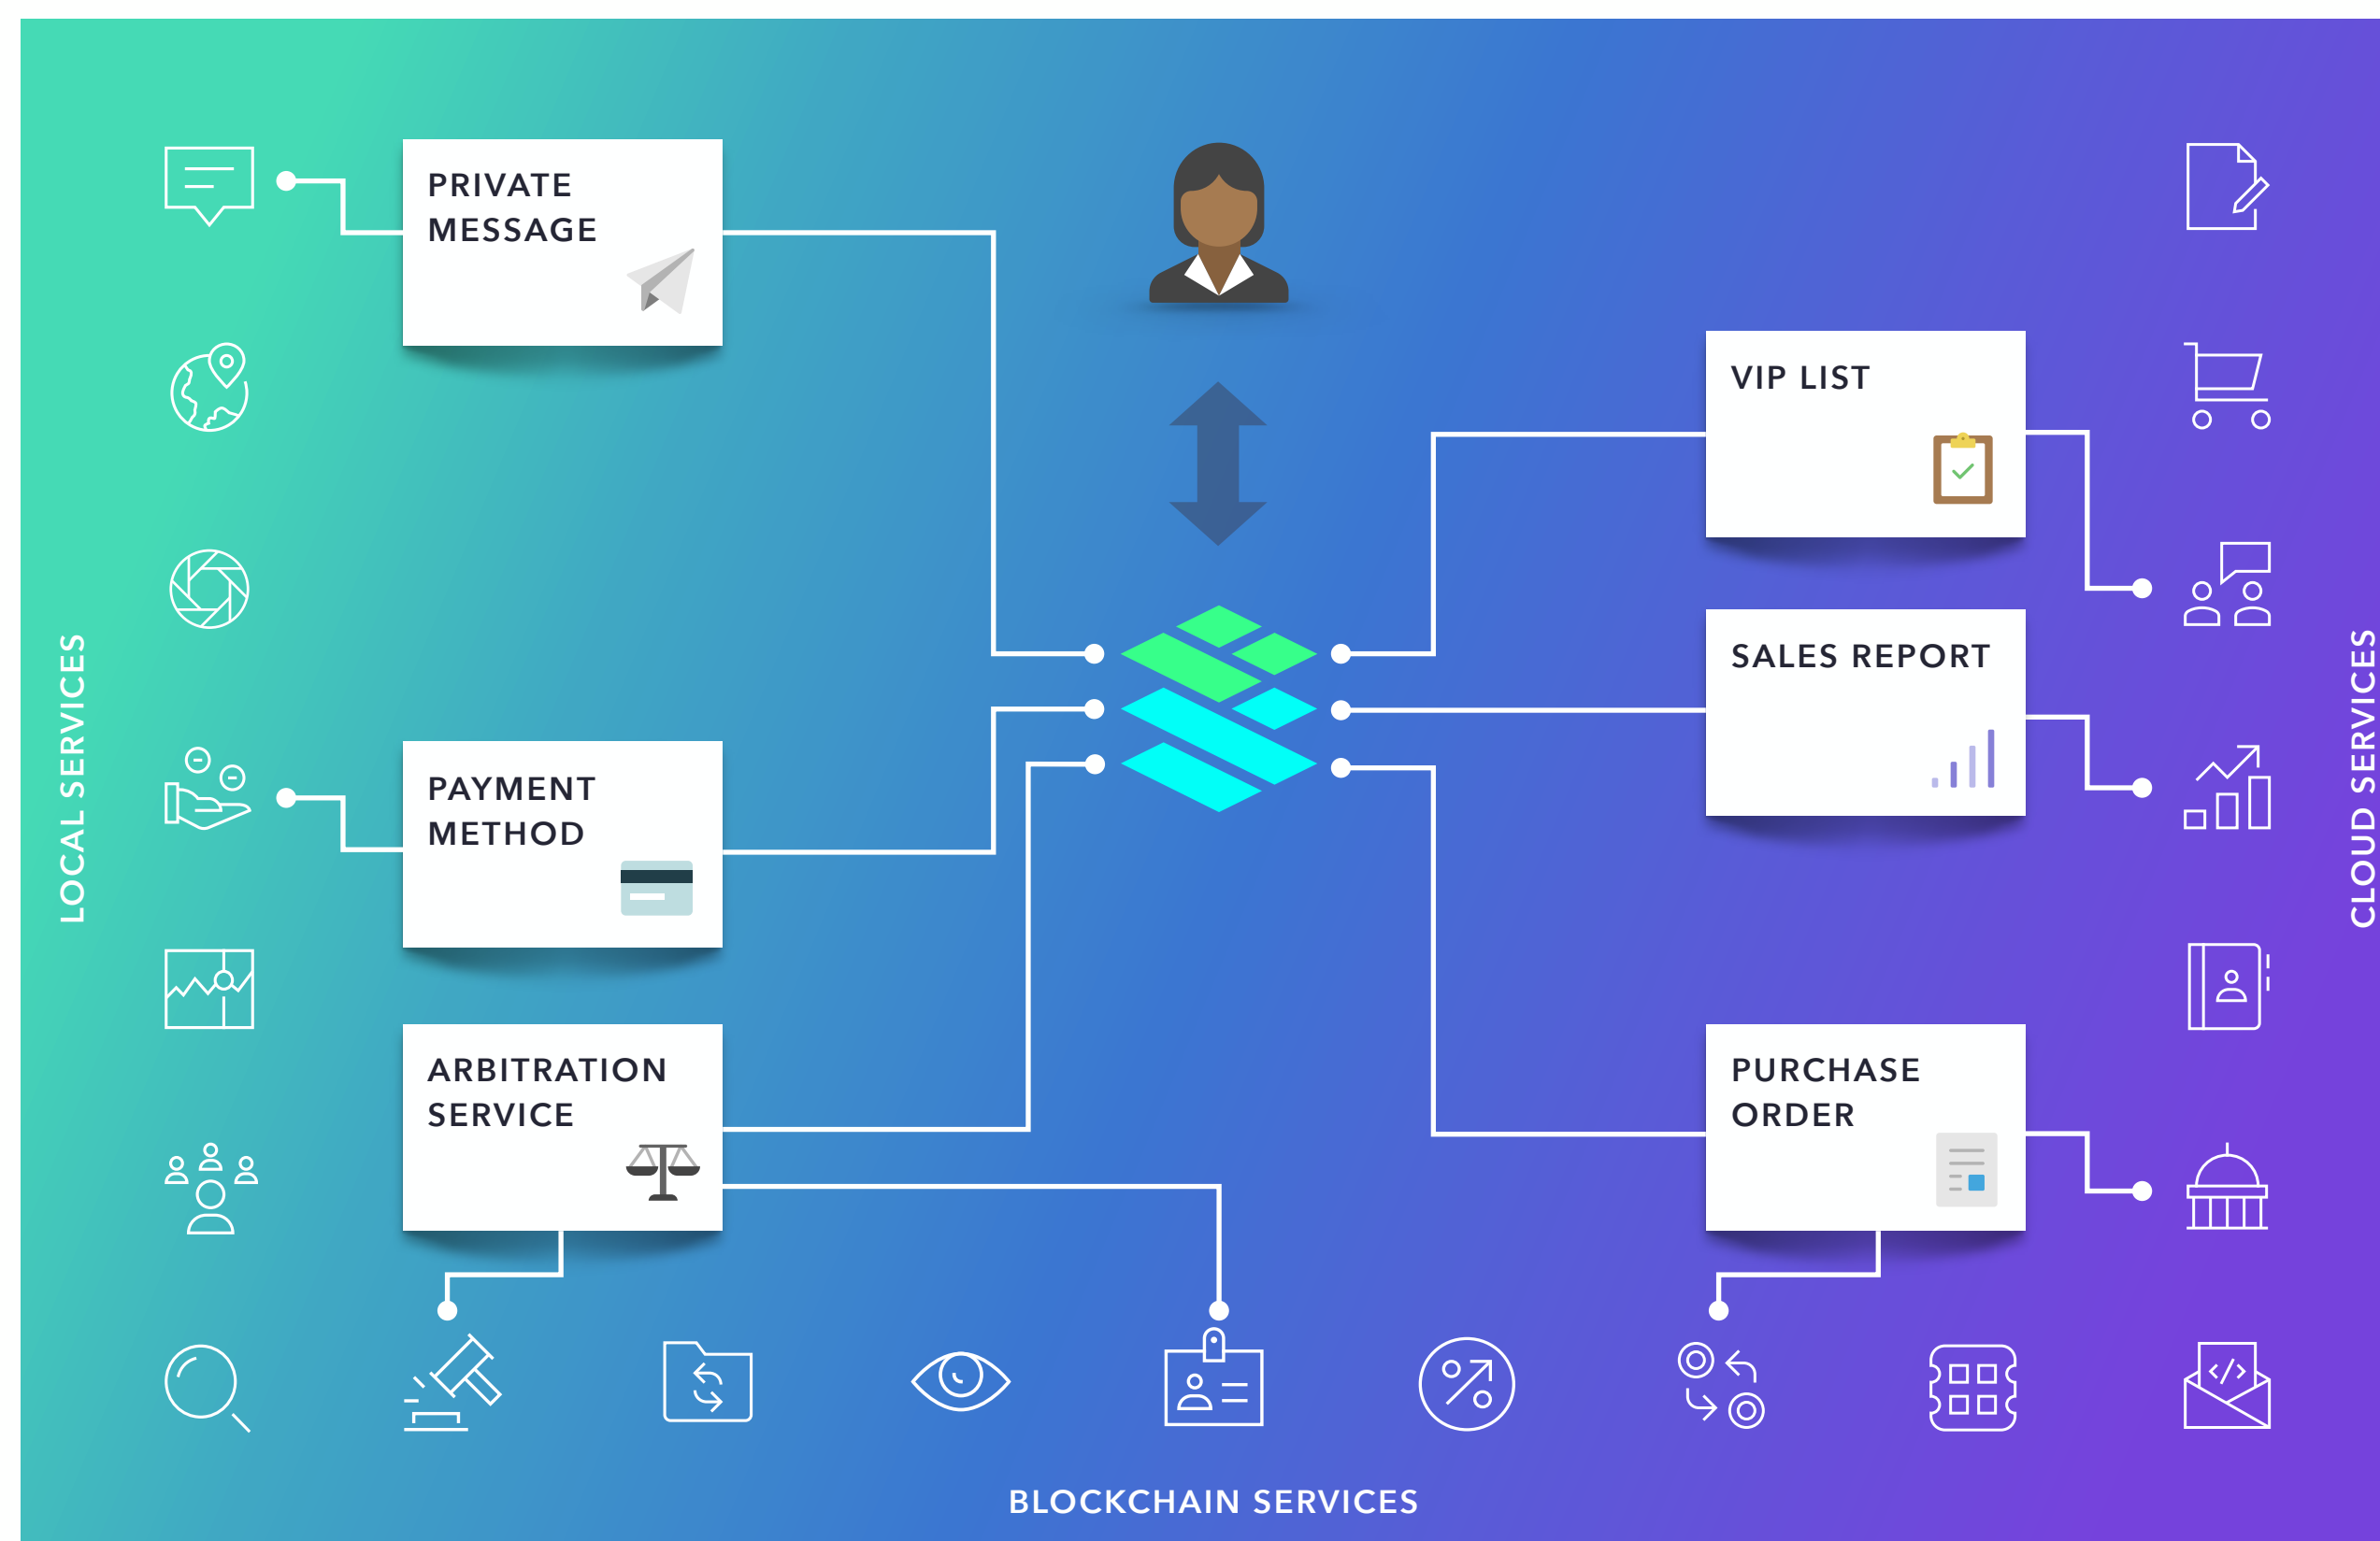 PRIVATE
MESSAGE
VIP LIST
SALES REPORT
LOCAL SERVICES
CLOUD SERVICES
PAYMENT
METHOD
ARBITRATION
SERVICE
PURCHASE
ORDER
BLOCKCHAIN SERVICES